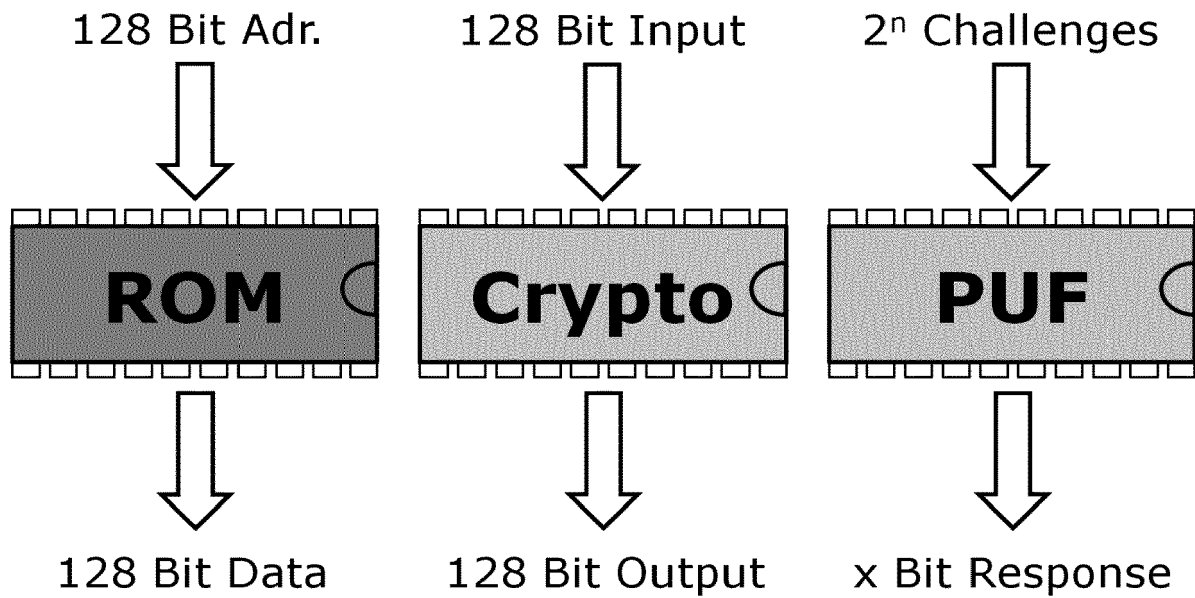 128 Bit Adr.
128 Bit Input
2ⁿ Challenges
ROM
Crypto
PUF
128 Bit Data
128 Bit Output
x Bit Response